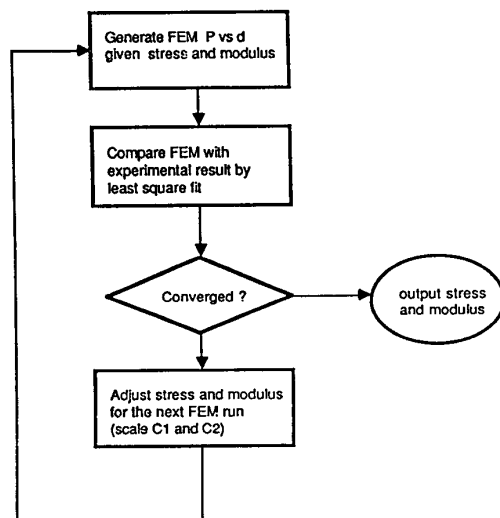 Generate FEM P vs d
given stress and modulus
Compare FEM with
experimental result by
least square fit
Converged ?
output stress
and modulus
Adjust stress and modulus
for the next FEM run
(scale C1 and C2)